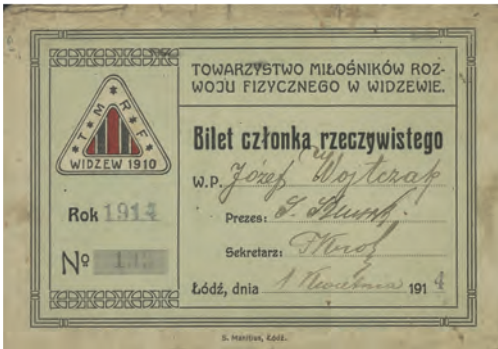 TOWARZYSTWO MIŁOŚNIKÓW ROZ-
WOJU FIZYCZNEGO W WIDZEWIE.
T M R F
WIDZEW 1910
Bilet członka rzeczywistego
W.P. Józef Wojtczak
Rok 1914
Prezes: S.
Sekretarz:
№
Łódź, dnia 1 Kwietnia 1914
S. Manitius, Łódź.